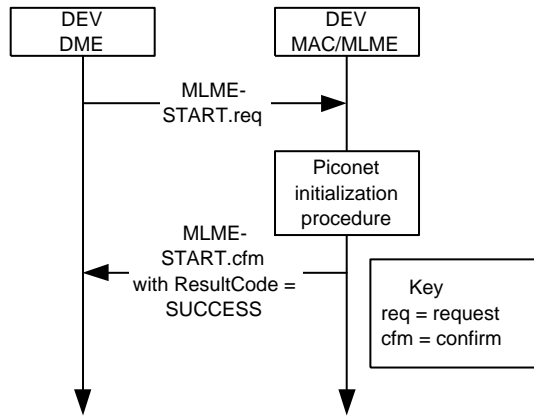 DEV
DME
DEV
MAC/MLME
MLME-
START.req
Piconet
initialization
procedure
MLME-
START.cfm
with ResultCode =
SUCCESS
Key
req = request
cfm = confirm